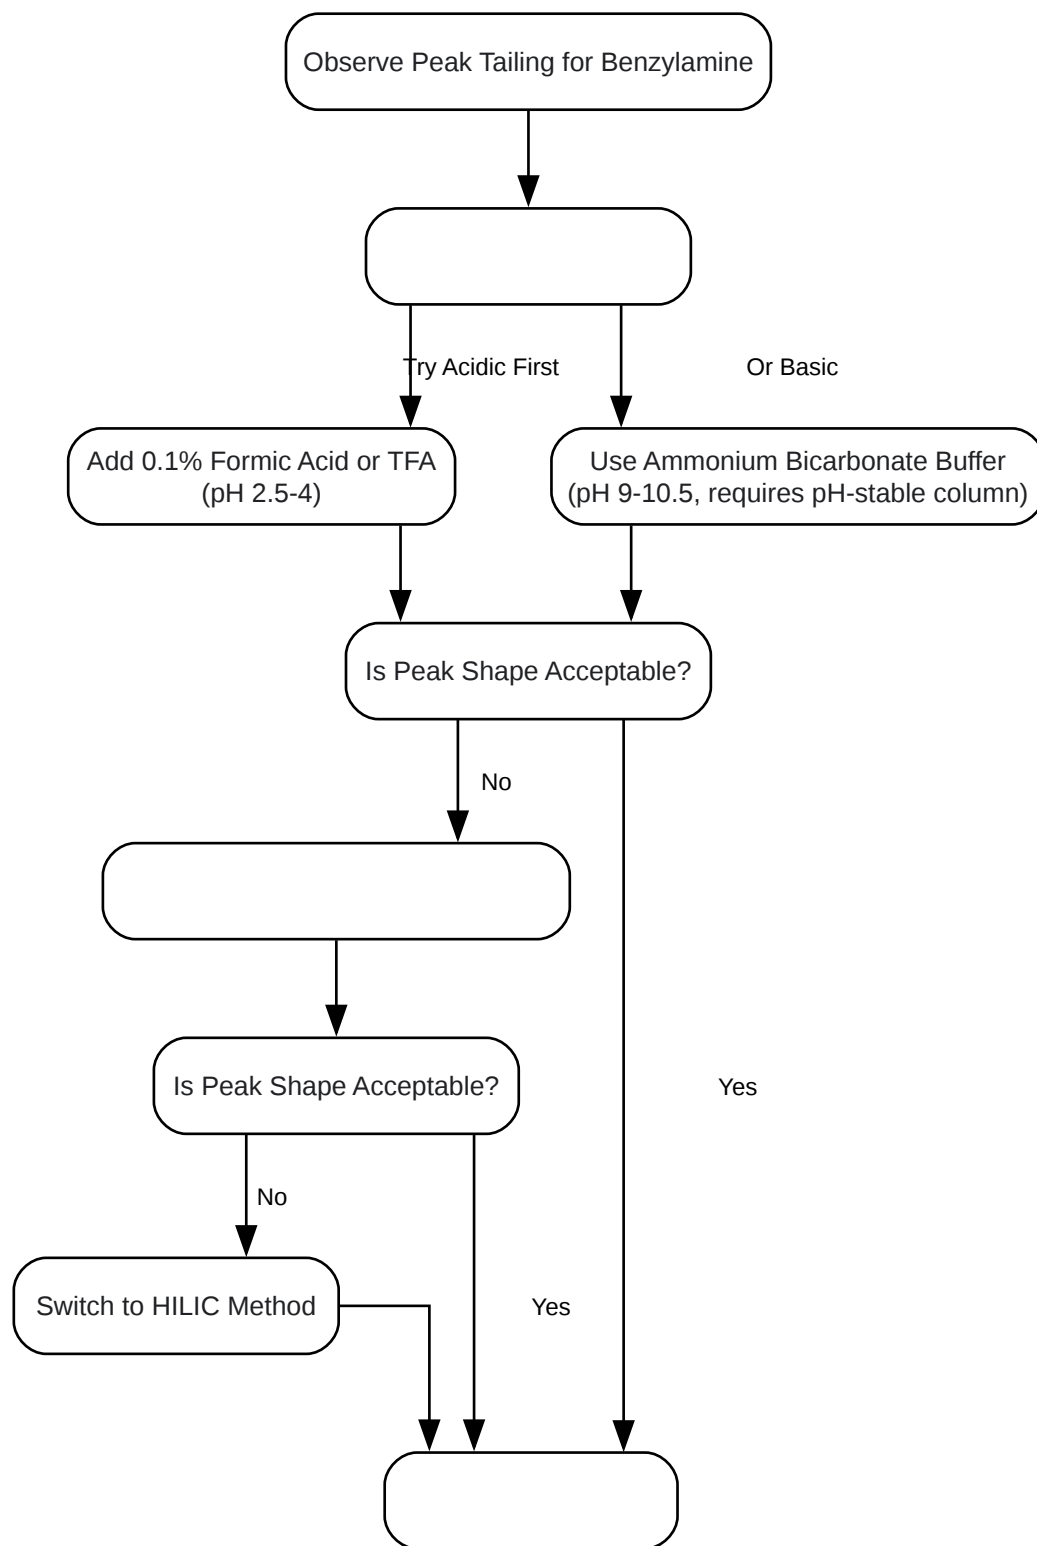 Observe Peak Tailing for Benzylamine
Try Acidic First
Or Basic
Add 0.1% Formic Acid or TFA
(pH 2.5-4)
Use Ammonium Bicarbonate Buffer
(pH 9-10.5, requires pH-stable column)
Is Peak Shape Acceptable?
No
Is Peak Shape Acceptable?
Yes
No
Switch to HILIC Method
Yes